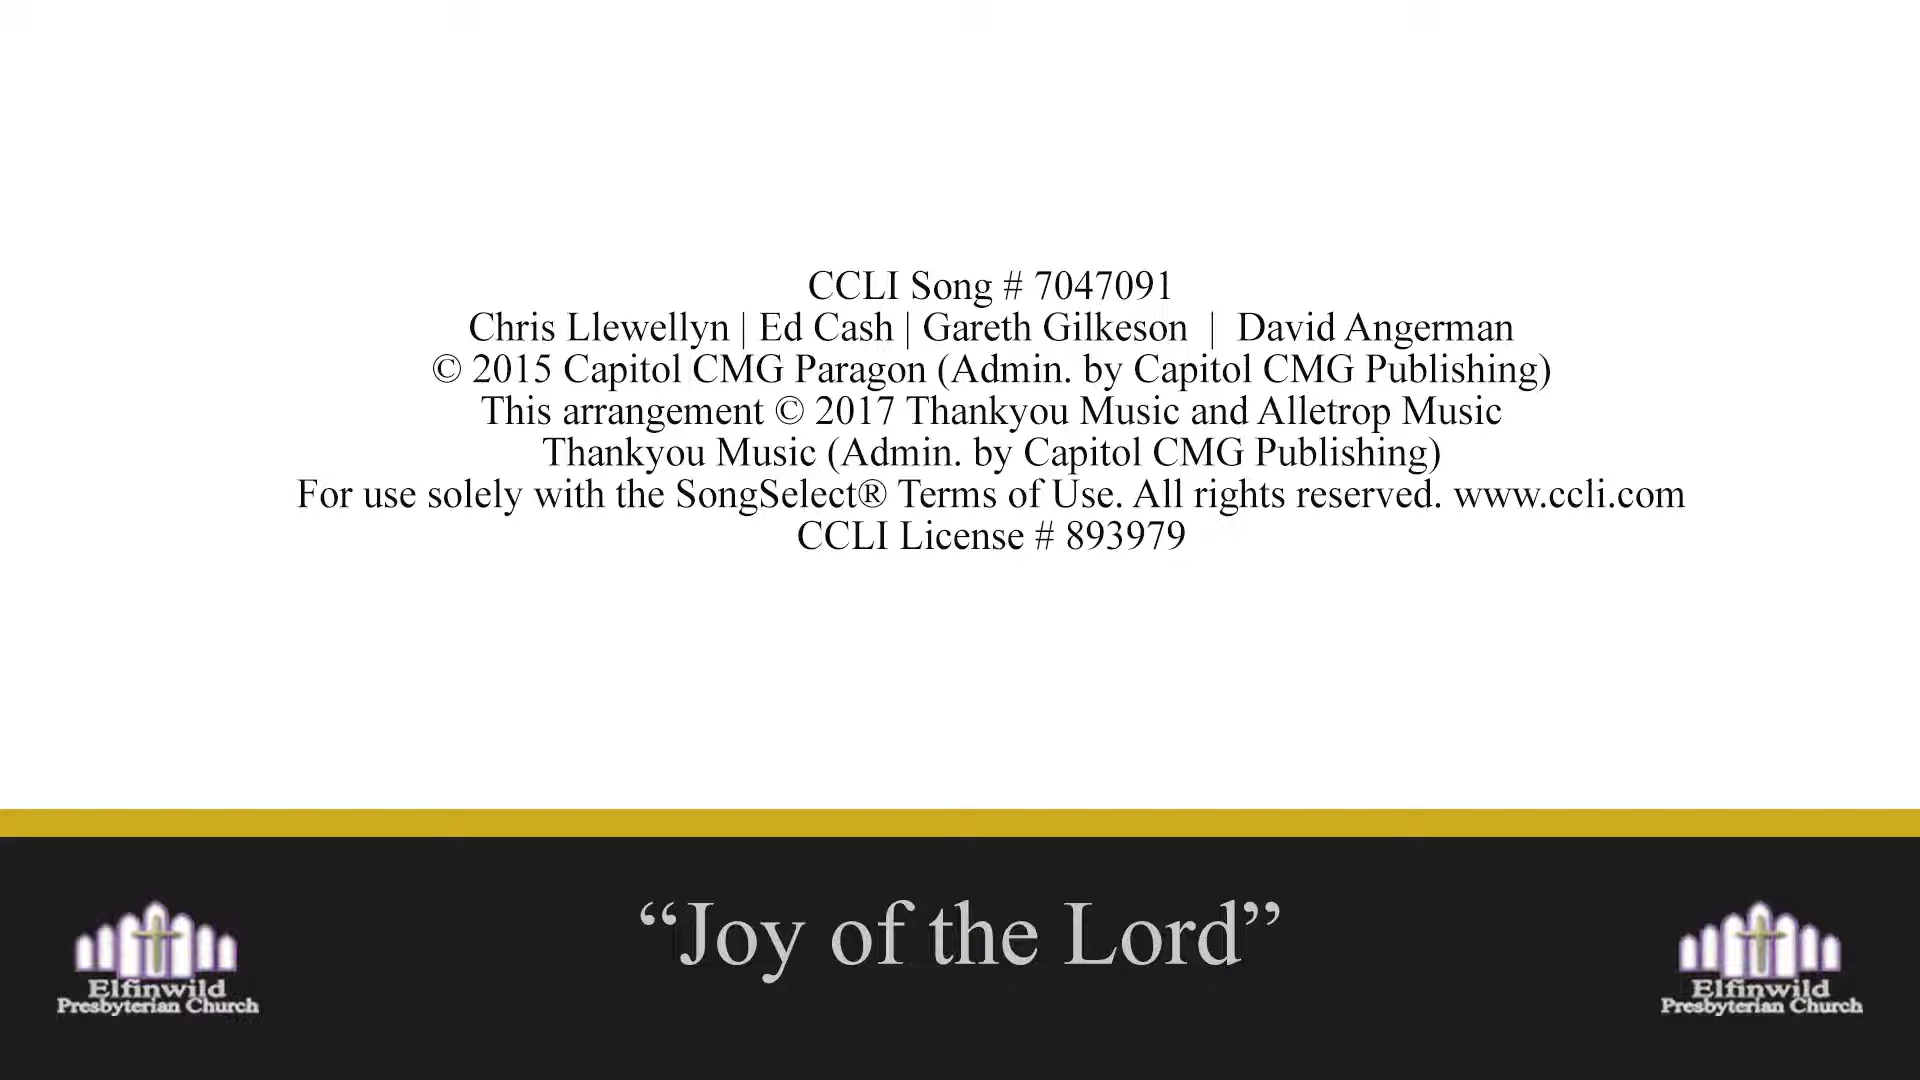 CCLI Song # 7047091
Chris Llewellyn | Ed Cash | Gareth Gilkeson | David Angerman
© 2015 Capitol CMG Paragon (Admin. by Capitol CMG Publishing)
This arrangement © 2017 Thankyou Music and Alletrop Music
Thankyou Music (Admin. by Capitol CMG Publishing)
For use solely with the SongSelect® Terms of Use. All rights reserved. www.ccli.com
CCLI License # 893979
“Joy of the Lord”
Elfinwild
Presbyterian Church
Elfinwild
Presbyterian Church